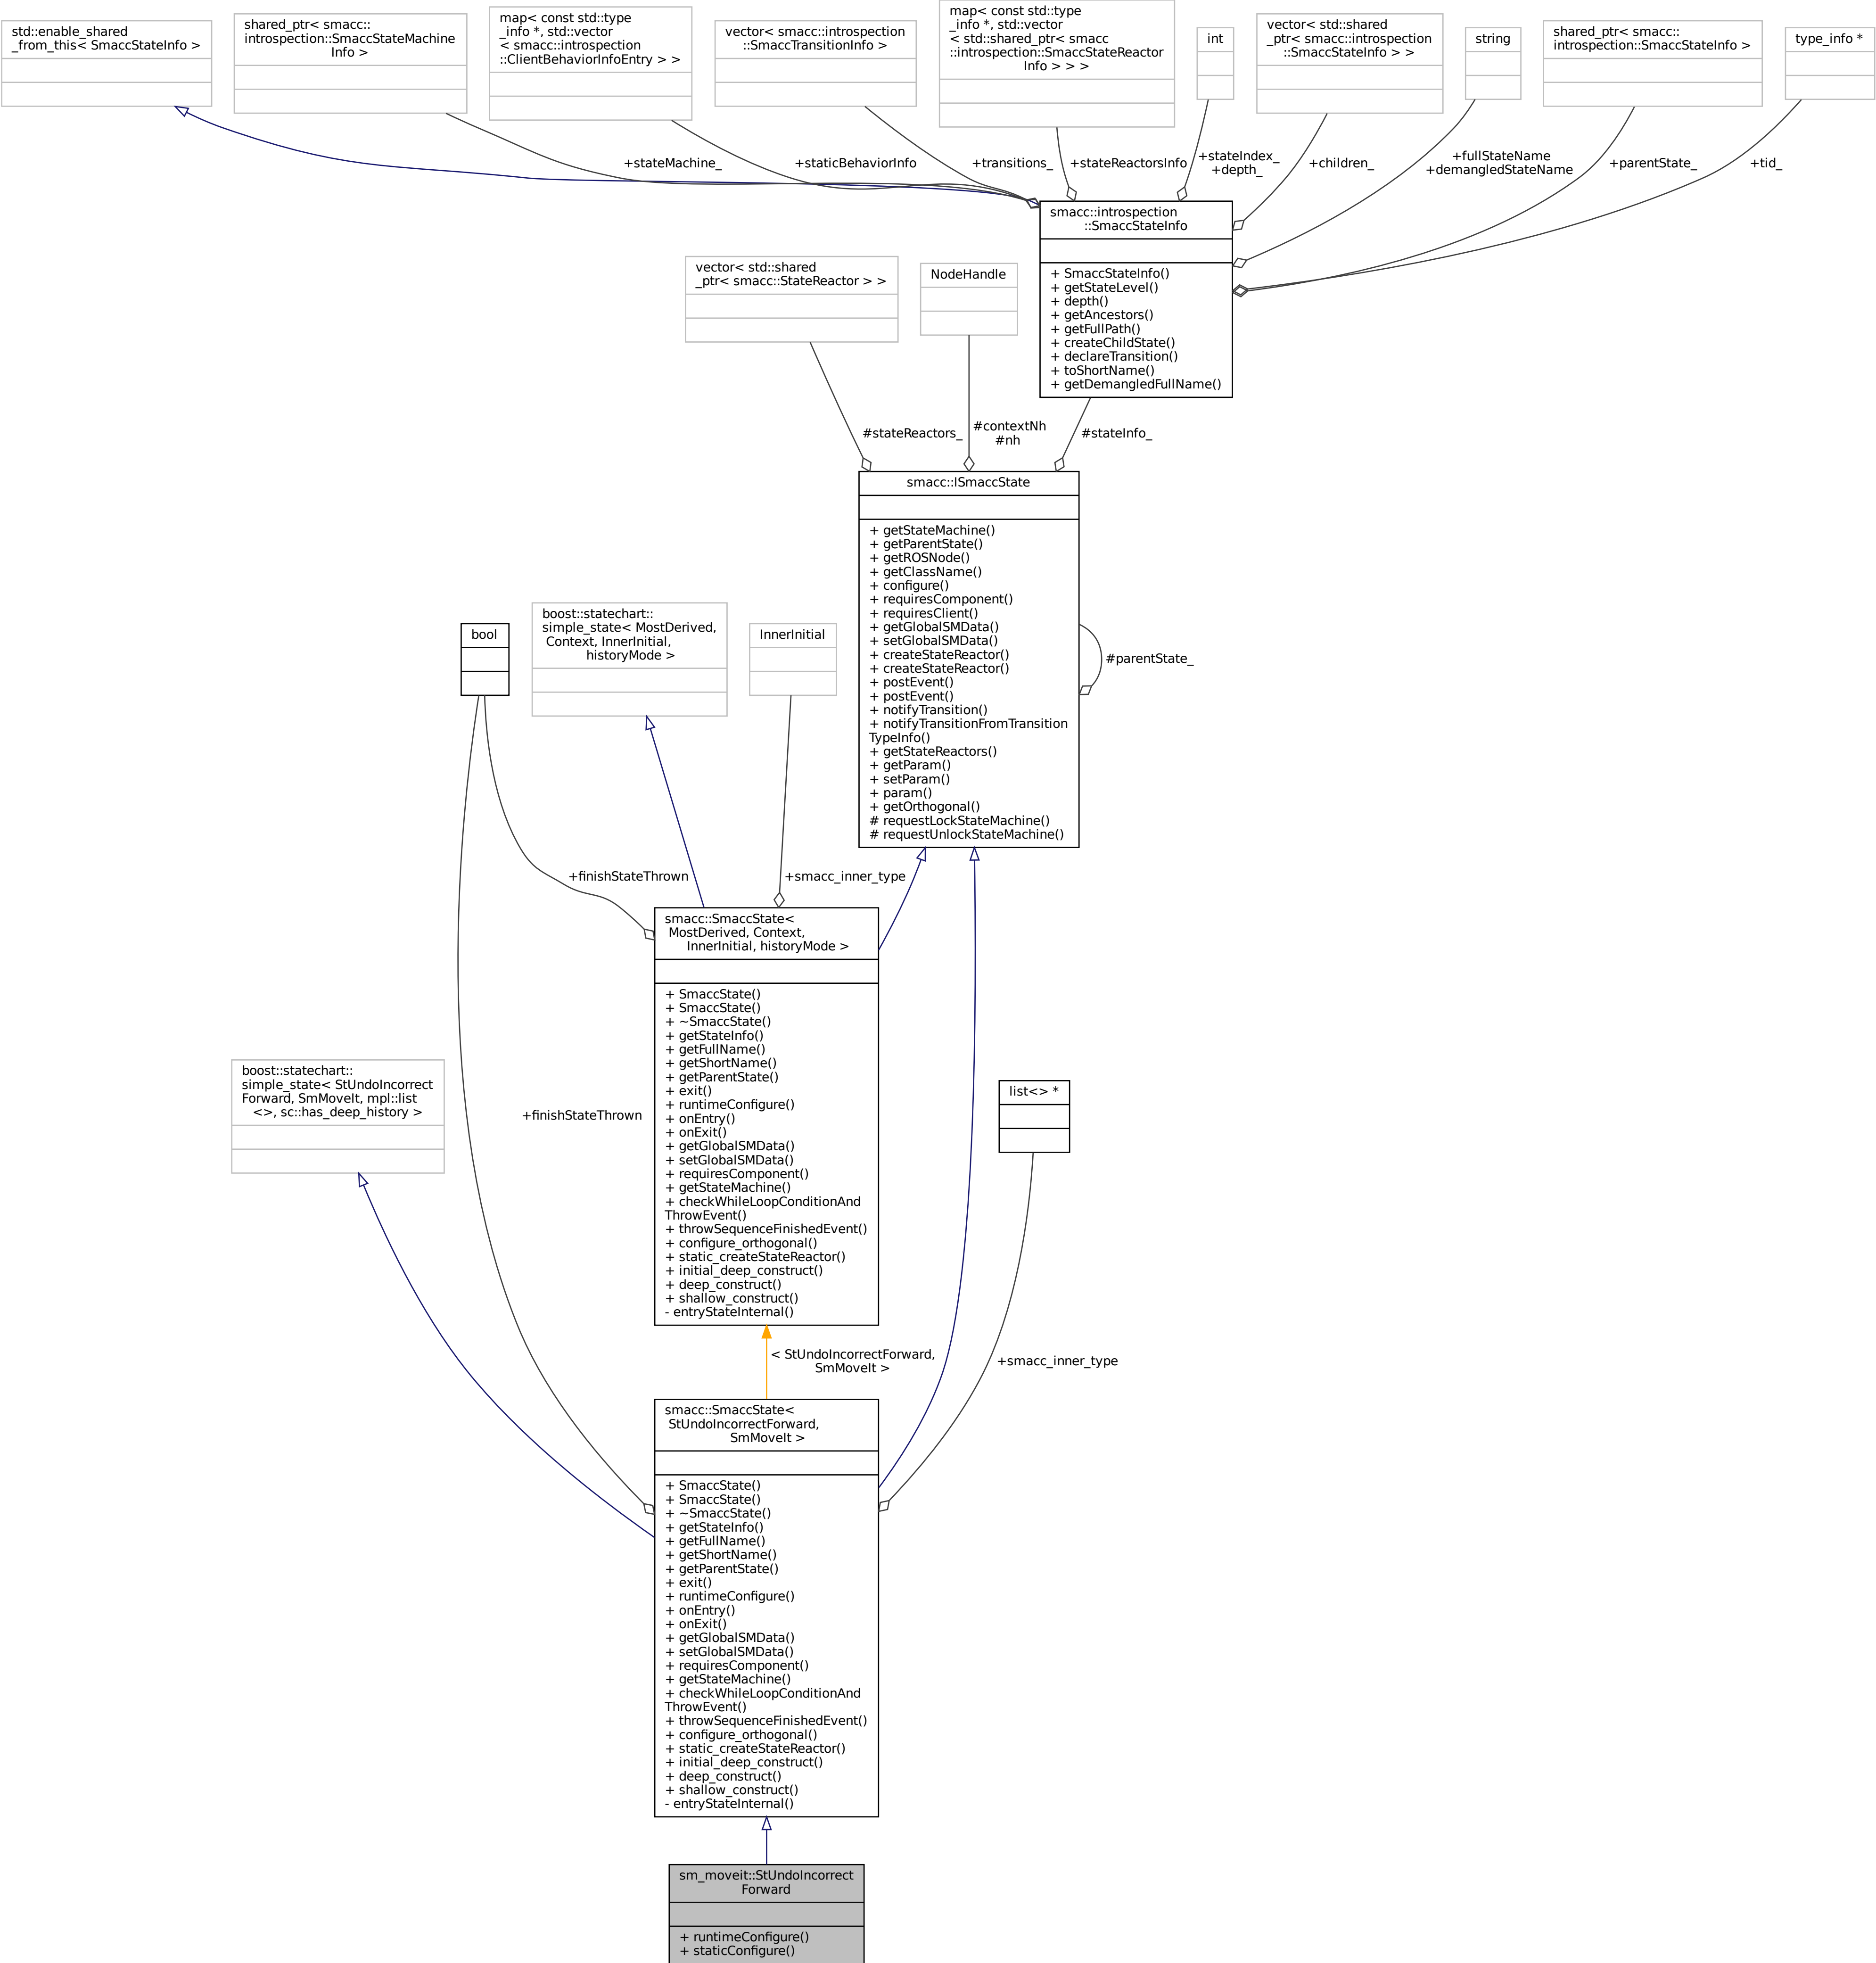 std::enable_shared
_from_this< SmaccStateInfo >
shared_ptr< smacc::
introspection::SmaccStateMachine
Info >
map< const std::type
_info *, std::vector
< smacc::introspection
::ClientBehaviorInfoEntry > >
vector< smacc::introspection
::SmaccTransitionInfo >
map< const std::type
_info *, std::vector
< std::shared_ptr< smacc
::introspection::SmaccStateReactor
Info > > >
int
vector< std::shared
_ptr< smacc::introspection
::SmaccStateInfo > >
string
shared_ptr< smacc::
introspection::SmaccStateInfo >
type_info *
+stateMachine_
+staticBehaviorInfo
+transitions_
+stateReactorsInfo
+stateIndex_
+depth_
+children_
+fullStateName
+demangledStateName
+parentState_
+tid_
smacc::introspection
::SmaccStateInfo
+ SmaccStateInfo()
+ getStateLevel()
+ depth()
+ getAncestors()
+ getFullPath()
+ createChildState()
+ declareTransition()
+ toShortName()
+ getDemangledFullName()
vector< std::shared
_ptr< smacc::StateReactor > >
NodeHandle
#stateReactors_
#contextNh
#nh
#stateInfo_
smacc::ISmaccState
+ getStateMachine()
+ getParentState()
+ getROSNode()
+ getClassName()
+ configure()
+ requiresComponent()
+ requiresClient()
+ getGlobalSMData()
+ setGlobalSMData()
+ createStateReactor()
+ createStateReactor()
+ postEvent()
+ postEvent()
+ notifyTransition()
+ notifyTransitionFromTransition
TypeInfo()
+ getStateReactors()
+ getParam()
+ setParam()
+ param()
+ getOrthogonal()
# requestLockStateMachine()
# requestUnlockStateMachine()
#parentState_
bool
boost::statechart::
simple_state< MostDerived,
Context, InnerInitial,
historyMode >
InnerInitial
+finishStateThrown
+smacc_inner_type
smacc::SmaccState<
MostDerived, Context,
InnerInitial, historyMode >
+ SmaccState()
+ SmaccState()
+ ~SmaccState()
+ getStateInfo()
+ getFullName()
+ getShortName()
+ getParentState()
+ exit()
+ runtimeConfigure()
+ onEntry()
+ onExit()
+ getGlobalSMData()
+ setGlobalSMData()
+ requiresComponent()
+ getStateMachine()
+ checkWhileLoopConditionAnd
ThrowEvent()
+ throwSequenceFinishedEvent()
+ configure_orthogonal()
+ static_createStateReactor()
+ initial_deep_construct()
+ deep_construct()
+ shallow_construct()
- entryStateInternal()
boost::statechart::
simple_state< StUndoIncorrect
Forward, SmMoveIt, mpl::list
<>, sc::has_deep_history >
+finishStateThrown
list<> *
< StUndoIncorrectForward,
SmMoveIt >
+smacc_inner_type
smacc::SmaccState<
StUndoIncorrectForward,
SmMoveIt >
+ SmaccState()
+ SmaccState()
+ ~SmaccState()
+ getStateInfo()
+ getFullName()
+ getShortName()
+ getParentState()
+ exit()
+ runtimeConfigure()
+ onEntry()
+ onExit()
+ getGlobalSMData()
+ setGlobalSMData()
+ requiresComponent()
+ getStateMachine()
+ checkWhileLoopConditionAnd
ThrowEvent()
+ throwSequenceFinishedEvent()
+ configure_orthogonal()
+ static_createStateReactor()
+ initial_deep_construct()
+ deep_construct()
+ shallow_construct()
- entryStateInternal()
sm_moveit::StUndoIncorrect
Forward
+ runtimeConfigure()
+ staticConfigure()